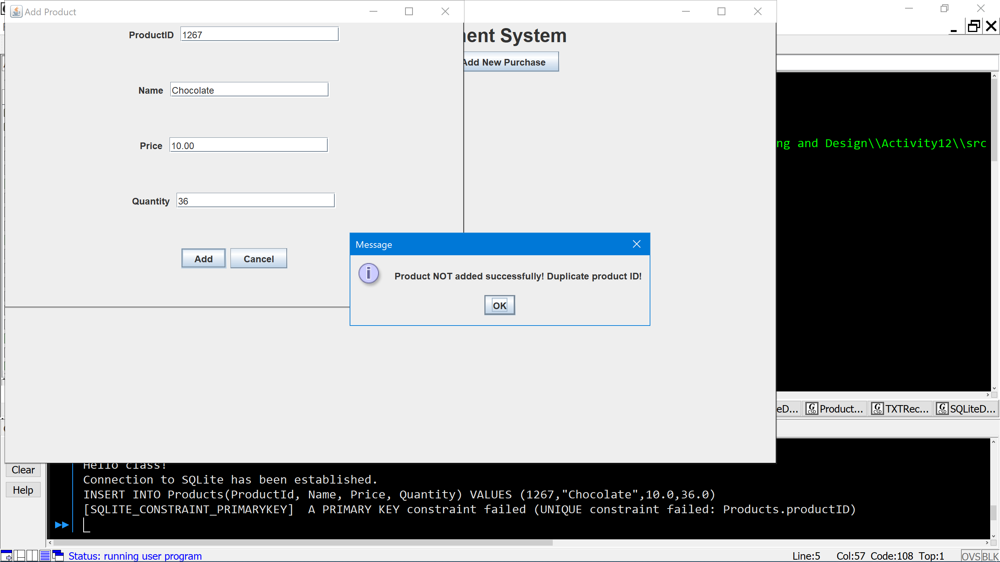 Add Product
ProductID 1267
Name Chocolate
Price 10.00
Quantity 36
Add Cancel
System
Add New Purchase
Message
Product NOT added successfully! Duplicate product ID!
OK
and Design\\Activity12\\src
Product... TXTRec... SQLiteD...
Clear
Help
Hello class!
Connection to SQLite has been established.
INSERT INTO Products(ProductId, Name, Price, Quantity) VALUES (1267,"Chocolate",10.0,36.0)
[SQLITE_CONSTRAINT_PRIMARYKEY]  A PRIMARY KEY constraint failed (UNIQUE constraint failed: Products.productID)
Status: running user program
Line:5 Col:57 Code:108 Top:1 OVS BLK